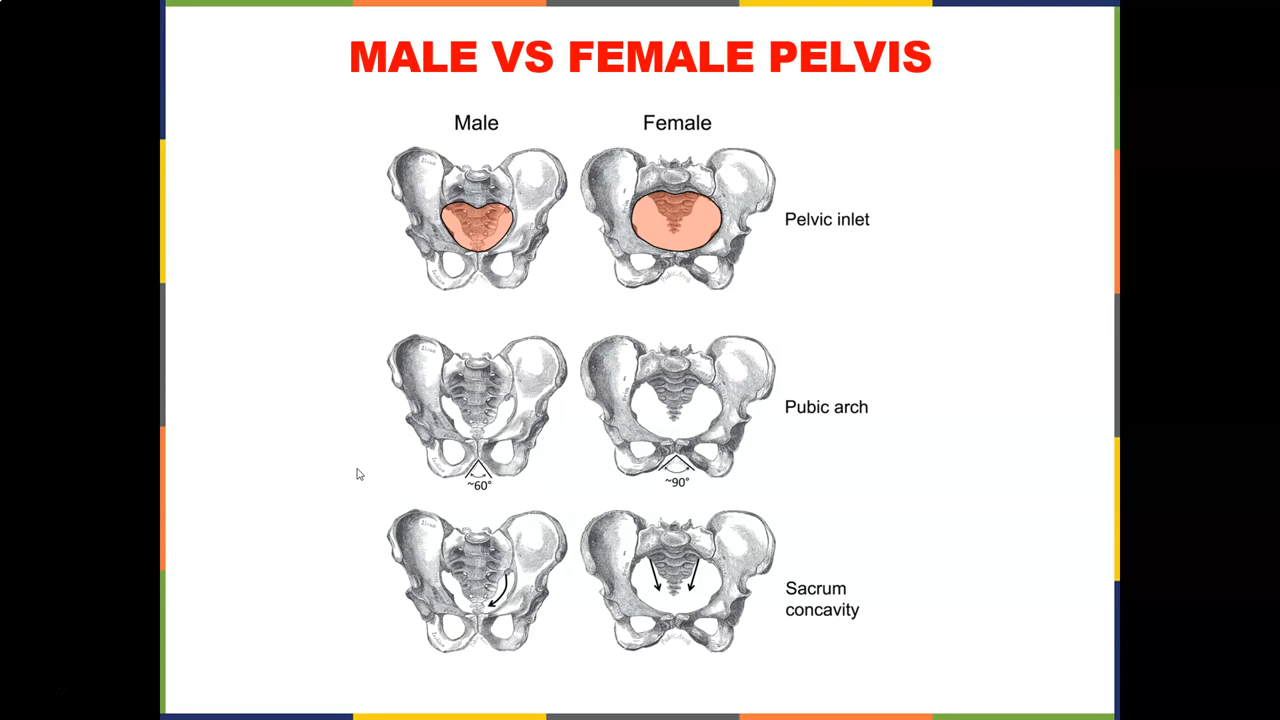 MALE VS FEMALE PELVIS
Male
Female
Pelvic inlet
Pubic arch
~60°
~90°
Sacrum
concavity